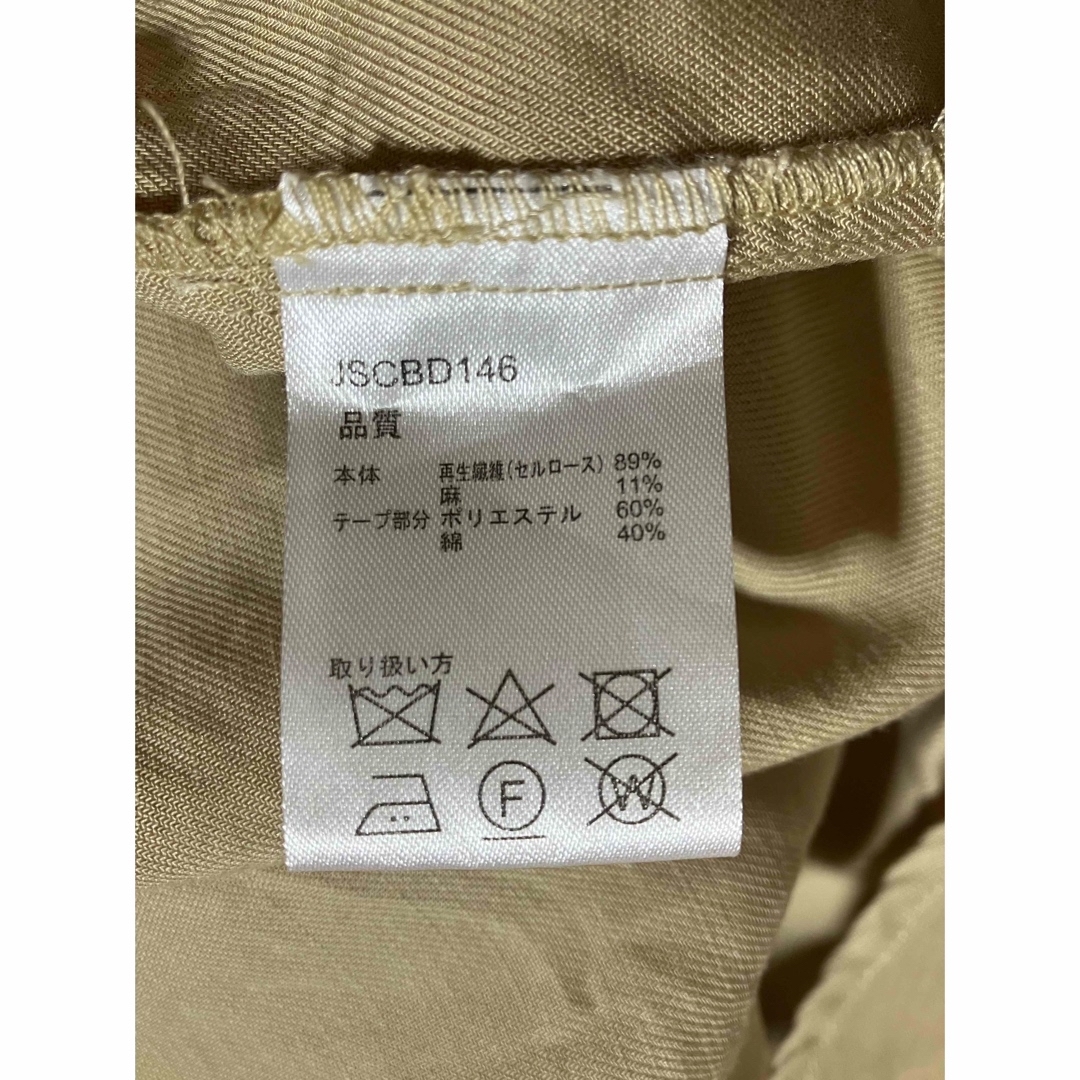 JSCBD146
品質
本体 再生繊維(セルロース) 89%
麻 11%
テープ部分 ポリエステル 60%
綿 40%
取り扱い方
F
W